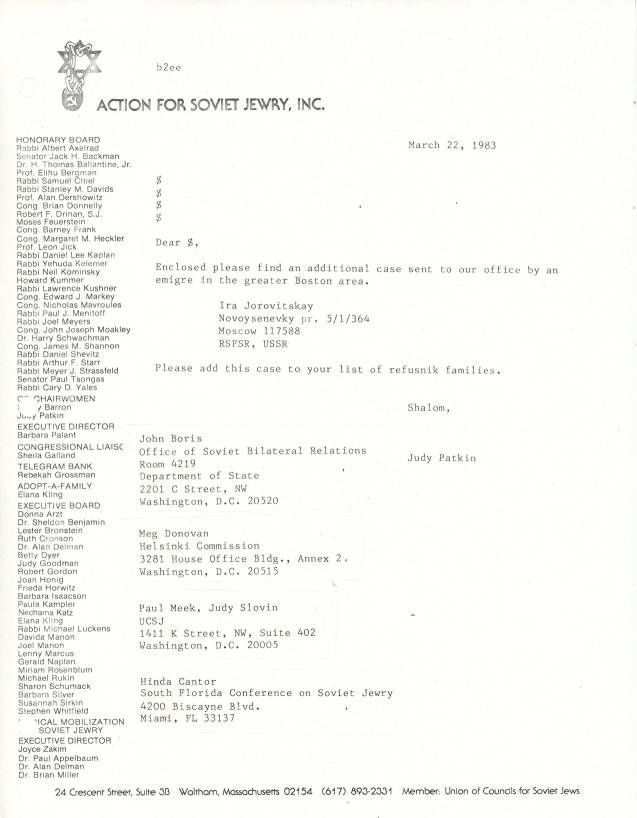 b2ee
ACTION FOR SOVIET JEWRY, INC.
March 22, 1983
HONORARY BOARD
Rabbi Albert Axelrad
Senator Jack H. Backman
Dr. H. Thomas Ballantine, Jr.
Prof. Elihu Bergman
Rabbi Samuel Chiel
Rabbi Stanley M. Davids
Prof. Alan Dershowitz
Cong. Brian Donnelly
Robert F. Drinan, S.J.
Moses Feuerstein
Cong. Barney Frank
Cong. Margaret M. Heckler
Prof. Leon Jick
Rabbi Daniel Lee Kaplan
Rabbi Yehuda Kelemer
Rabbi Neil Kominsky
Howard Kummer
Rabbi Lawrence Kushner
Cong. Edward J. Markey
Cong. Nicholas Mavroules
Rabbi Paul J. Menitoff
Rabbi Joel Meyers
Cong. John Joseph Moakley
Dr. Harry Schwachman
Cong. James M. Shannon
Rabbi Daniel Shevitz
Rabbi Arthur F. Starr
Rabbi Meyer J. Strassfeld
Senator Paul Tsongas
Rabbi Cary D. Yales
CHAIRWOMEN
Barron
Judy Patkin
EXECUTIVE DIRECTOR
Barbara Palant
CONGRESSIONAL LIAISC
Sheila Galland
TELEGRAM BANK
Rebekah Grossman
ADOPT-A-FAMILY
Elana Kling
EXECUTIVE BOARD
Donna Arzt
Dr. Sheldon Benjamin
Lester Bronstein
Ruth Cronson
Dr. Alan Delman
Betty Dyer
Judy Goodman
Robert Gordon
Joan Honig
Frieda Horwitz
Barbara Isaacson
Paula Kampler
Nechama Katz
Elana Kling
Rabbi Michael Luckens
Davida Manon
Joel Manon
Lenny Marcus
Gerald Naplan
Miriam Rosenblum
Michael Rukin
Sharon Schumack
Barbara Silver
Susannah Sirkin
Stephen Whitfield
ICAL MOBILIZATION
SOVIET JEWRY
EXECUTIVE DIRECTOR
Joyce Zakim
Dr. Paul Appelbaum
Dr. Alan Delman
Dr. Brian Miller
$
$
$
$
Dear $,
Enclosed please find an additional case sent to our office by an
emigre in the greater Boston area.
Ira Jorovitskay
Novoysenevky pr. 5/1/364
Moscow 117588
RSFSR, USSR
Please add this case to your list of refusnik families.
Shalom,
Judy Patkin
John Boris
Office of Soviet Bilateral Relations
Room 4219
Department of State
2201 C Street, NW
Washington, D.C. 20520
Meg Donovan
Helsinki Commission
3281 House Office Bldg., Annex 2.
Washington, D.C. 20515
Paul Meek, Judy Slovin
UCSJ
1411 K Street, NW, Suite 402
Washington, D.C. 20005
Hinda Cantor
South Florida Conference on Soviet Jewry
4200 Biscayne Blvd.
Miami, FL 33137
24 Crescent Street, Suite 3B Waltham, Massachusetts 02154 (617) 893-2331 Member: Union of Councils for Soviet Jews